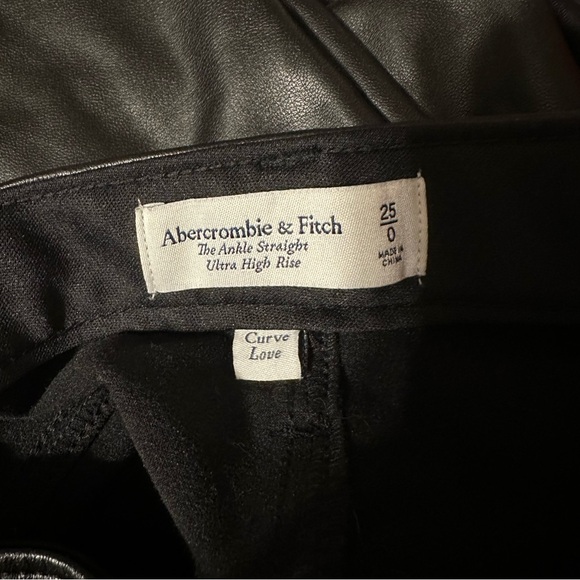 Abercrombie & Fitch
The Ankle Straight
Ultra High Rise
25
0
MADE IN
CHINA
Curve
Love